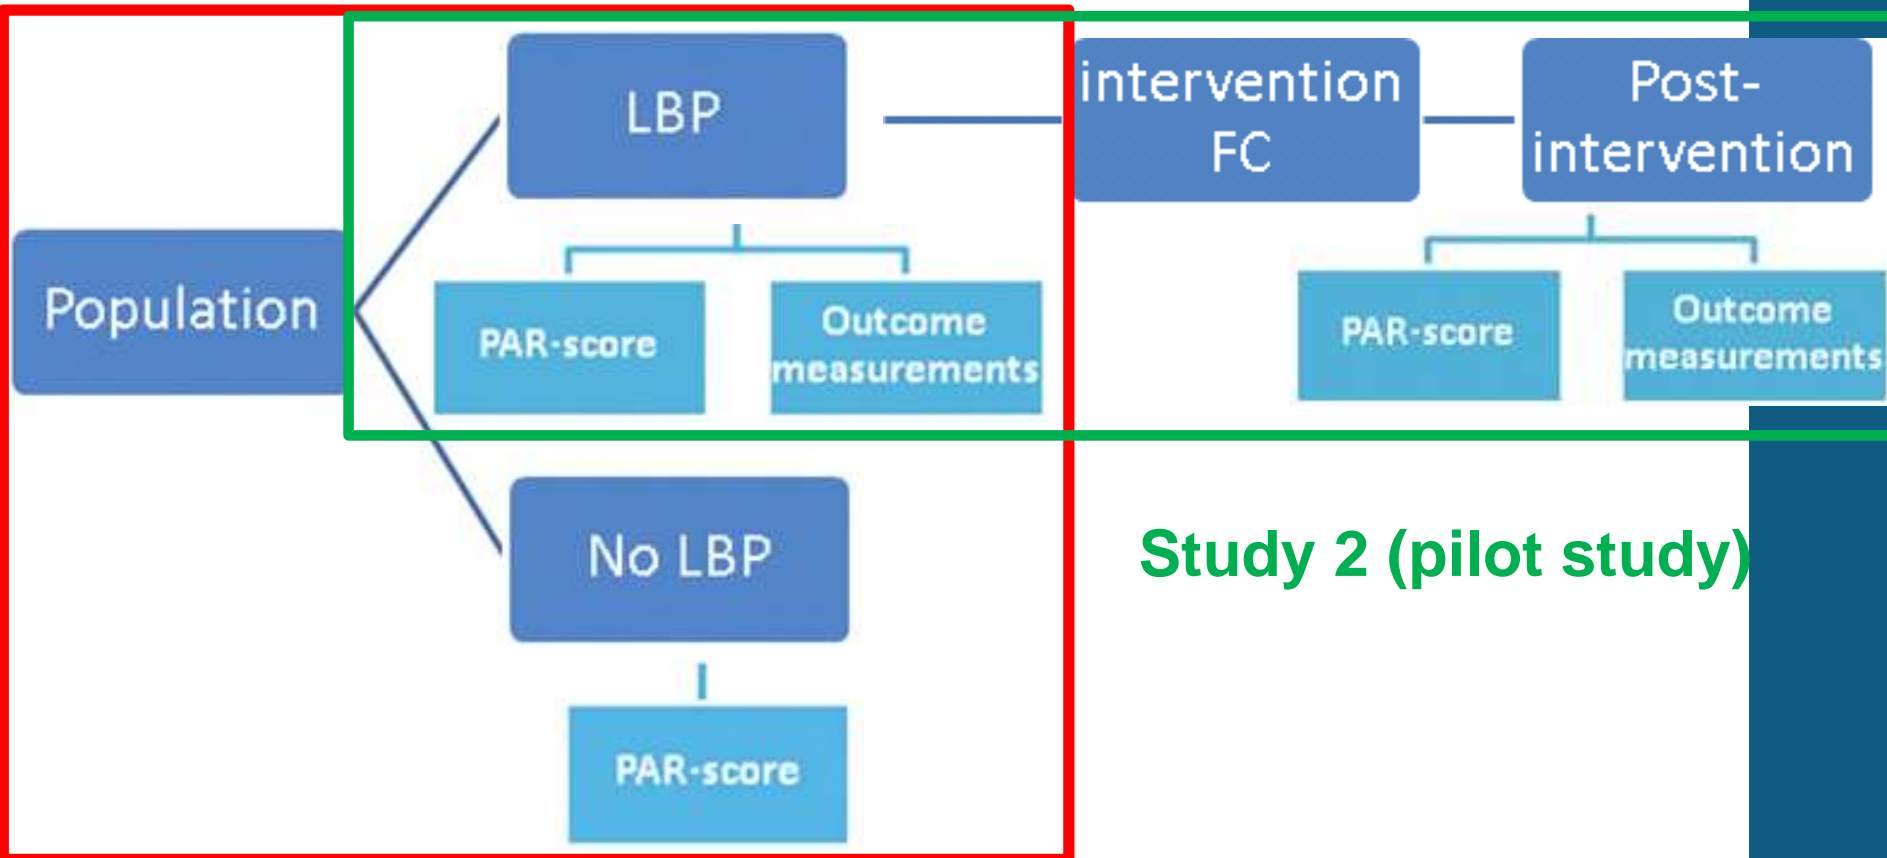 LBP
intervention
FC
Post-
intervention
Population
PAR-score
Outcome
measurements
PAR-score
Outcome
measurements
No LBP
Study 2 (pilot study)
PAR-score